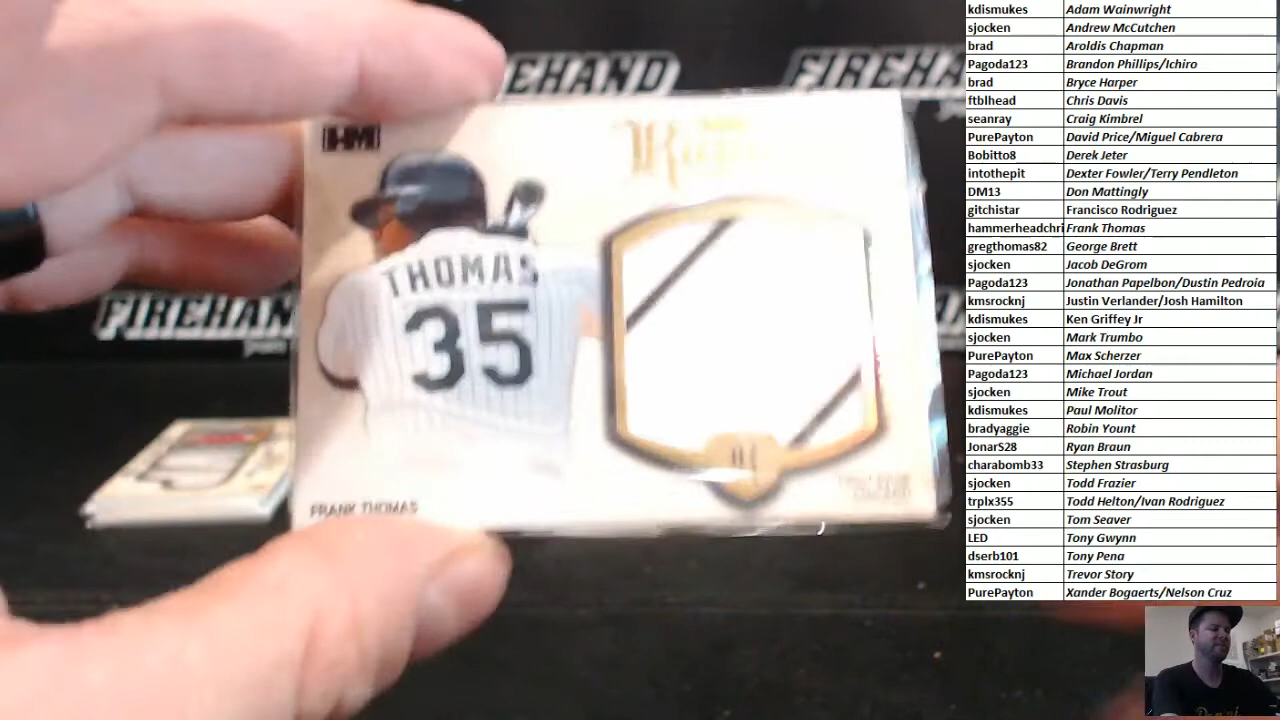 FIREHAND
FIREH
FIREHAN
HMI
THOMAS
35
FRANK THOMAS
kdismukes Adam Wainwright
sjocken Andrew McCutchen
brad Aroldis Chapman
Pagoda123 Brandon Phillips/Ichiro
brad Bryce Harper
ftblhead Chris Davis
seanray Craig Kimbrel
PurePayton David Price/Miguel Cabrera
Bobitto8 Derek Jeter
intothepit Dexter Fowler/Terry Pendleton
DM13 Don Mattingly
gitchistar Francisco Rodriguez
hammerheadchri Frank Thomas
gregthomas82 George Brett
sjocken Jacob DeGrom
Pagoda123 Jonathan Papelbon/Dustin Pedroia
kmsrocknj Justin Verlander/Josh Hamilton
kdismukes Ken Griffey Jr
sjocken Mark Trumbo
PurePayton Max Scherzer
Pagoda123 Michael Jordan
sjocken Mike Trout
kdismukes Paul Molitor
bradyaggie Robin Yount
JonarS28 Ryan Braun
charabomb33 Stephen Strasburg
sjocken Todd Frazier
trplx355 Todd Helton/Ivan Rodriguez
sjocken Tom Seaver
LED Tony Gwynn
dserb101 Tony Pena
kmsrocknj Trevor Story
PurePayton Xander Bogaerts/Nelson Cruz